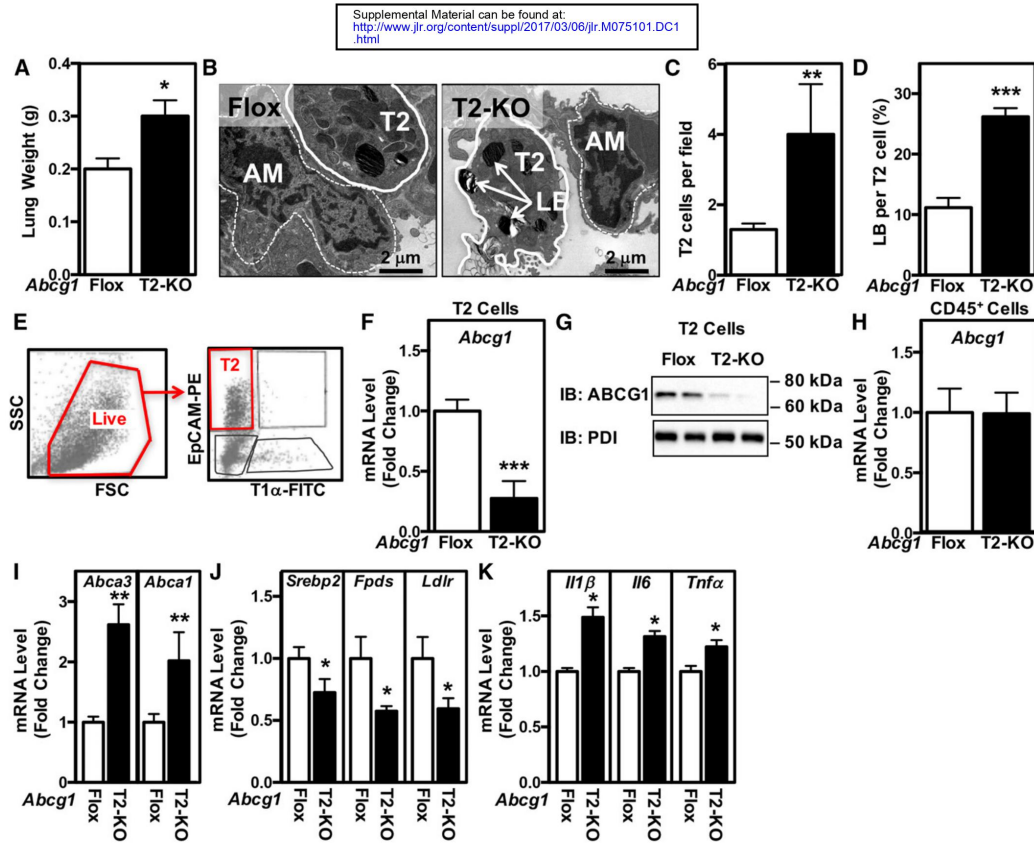 Supplemental Material can be found at:
http://www.jlr.org/content/suppl/2017/03/06/jlr.M075101.DC1
.html
A
Lung Weight (g)
0.4
0.3
0.2
0.1
0.0
*
Abcg1 Flox T2-KO
B
Flox
T2
AM
2 μm
T2-KO
T2
LB
AM
2 μm
C
T2 cells per field
6
4
2
0
**
Abcg1 Flox T2-KO
D
LB per T2 cell (%)
30
20
10
0
***
Abcg1 Flox T2-KO
E
SSC
Live
FSC
EpCAM-PE
T2
T1α-FITC
F
T2 Cells
Abcg1
mRNA Level
(Fold Change)
1.5
1.0
0.5
0.0
***
Abcg1 Flox T2-KO
G
T2 Cells
Flox T2-KO
IB: ABCG1
– 80 kDa
– 60 kDa
IB: PDI
– 50 kDa
H
CD45+ Cells
Abcg1
mRNA Level
(Fold Change)
1.5
1.0
0.5
0.0
Abcg1 Flox T2-KO
I
Abca3 Abca1
mRNA Level
(Fold Change)
3
2
1
0
** **
Abcg1 Flox T2-KO Flox T2-KO
J
Srebp2 Fpds Ldlr
mRNA Level
(Fold Change)
1.5
1.0
0.5
0.0
* * *
Abcg1 Flox T2-KO Flox T2-KO Flox T2-KO
K
Il1β Il6 Tnfα
mRNA Level
(Fold Change)
1.5
1.0
0.5
0.0
* * *
Abcg1 Flox T2-KO Flox T2-KO Flox T2-KO